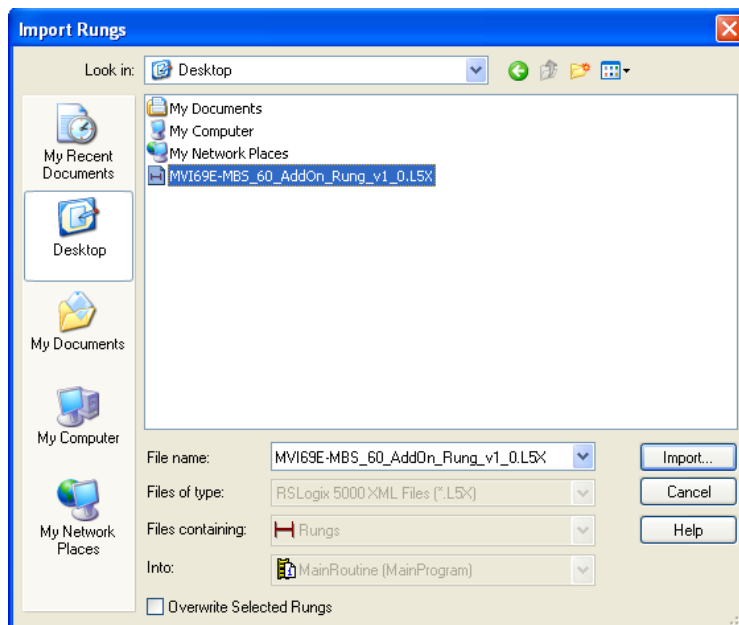 Import Rungs
Look in:
Desktop
My Recent
Documents
Desktop
My Documents
My Computer
My Network
Places
My Documents
My Computer
My Network Places
MVI69E-MBS_60_AddOn_Rung_v1_0.L5X
File name:
MVI69E-MBS_60_AddOn_Rung_v1_0.L5X
Import...
Files of type:
RSLogix 5000 XML Files (*.L5X)
Cancel
Files containing:
Rungs
Help
Into:
MainRoutine (MainProgram)
Overwrite Selected Rungs